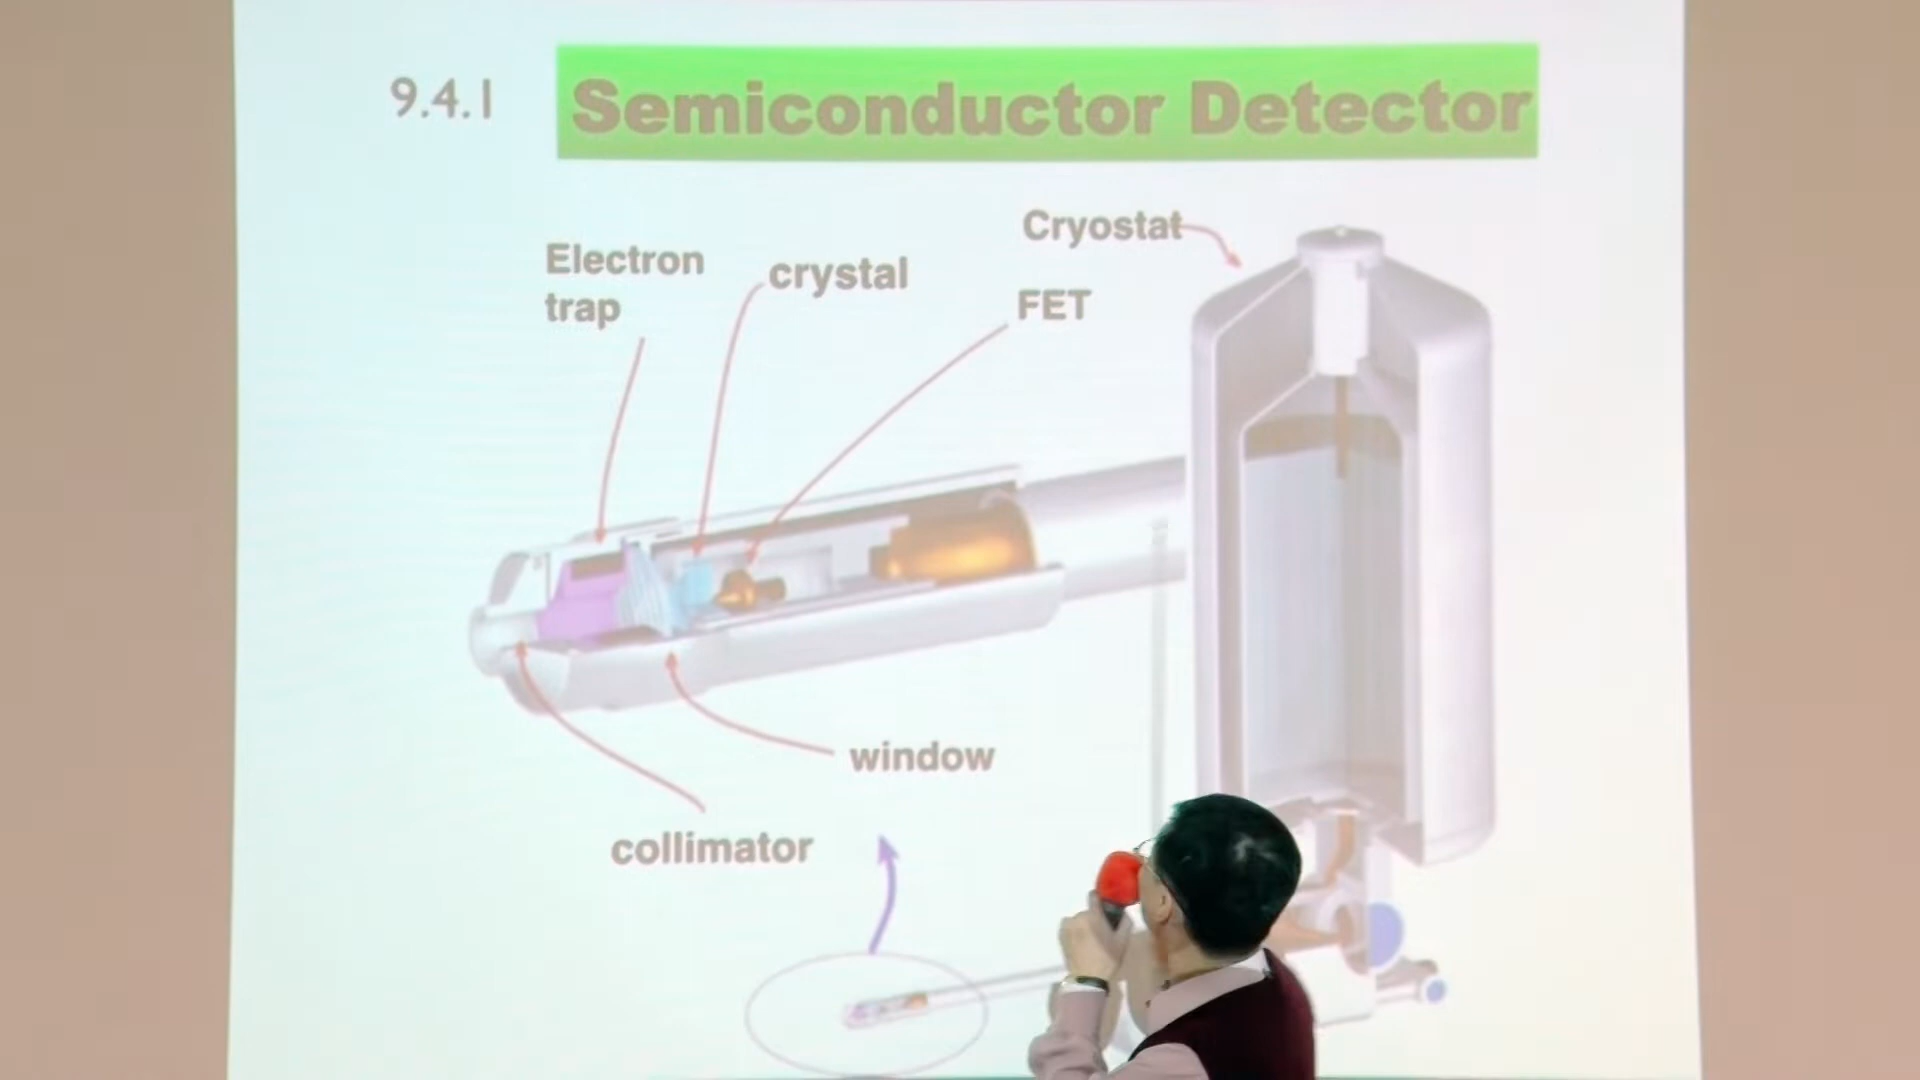 9.4.1
Semiconductor Detector
Cryostat
Electron
trap
crystal
FET
window
collimator